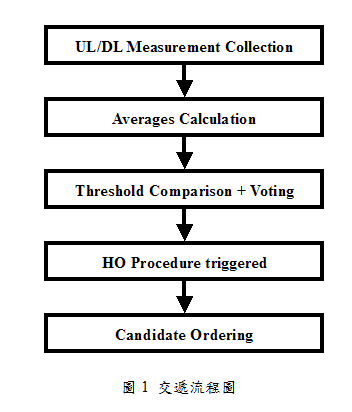 UL/DL Measurement Collection
Averages Calculation
Threshold Comparison + Voting
HO Procedure triggered
Candidate Ordering
圖 1 交遞流程圖